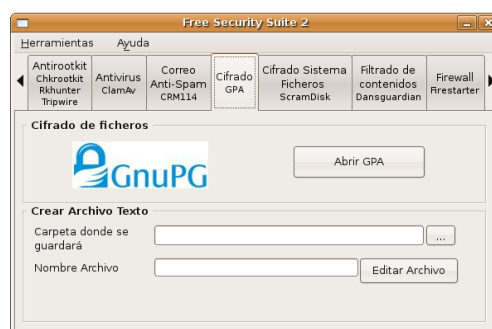 Free Security Suite 2
Herramientas Ayuda
Antirootkit
Chkrootkit
Rkhunter
Tripwire
Antivirus
ClamAv
Correo
Anti-Spam
CRM114
Cifrado
GPA
Cifrado Sistema
Ficheros
ScramDisk
Filtrado de
contenidos
Dansguardian
Firewall
Firestarter
Cifrado de ficheros
GnuPG
Abrir GPA
Crear Archivo Texto
Carpeta donde se
guardará
...
Nombre Archivo
Editar Archivo